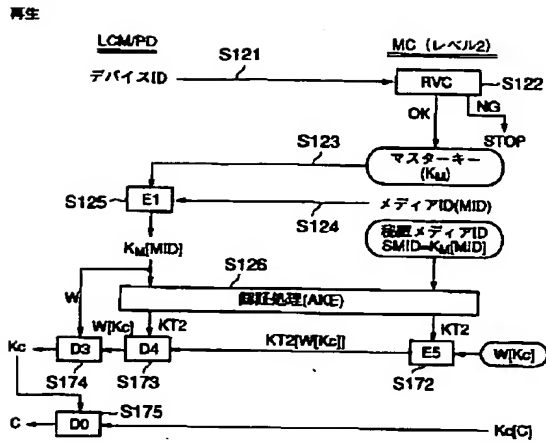 再生
LCM/PD
MC (レベル2)
デバイスID
S121
RVC
S122
OK
NG
STOP
S123
マスターキー
(KM)
S125
E1
メディアID(MID)
S124
KM[MID]
秘匿メディアID
SMID=KM[MID]
S126
認証処理(AKE)
W
W[Kc]
KT2
KT2
Kc
D3
D4
KT2[W[Kc]]
E5
W[Kc]
S174
S173
S172
S175
C
D0
Kc[C]